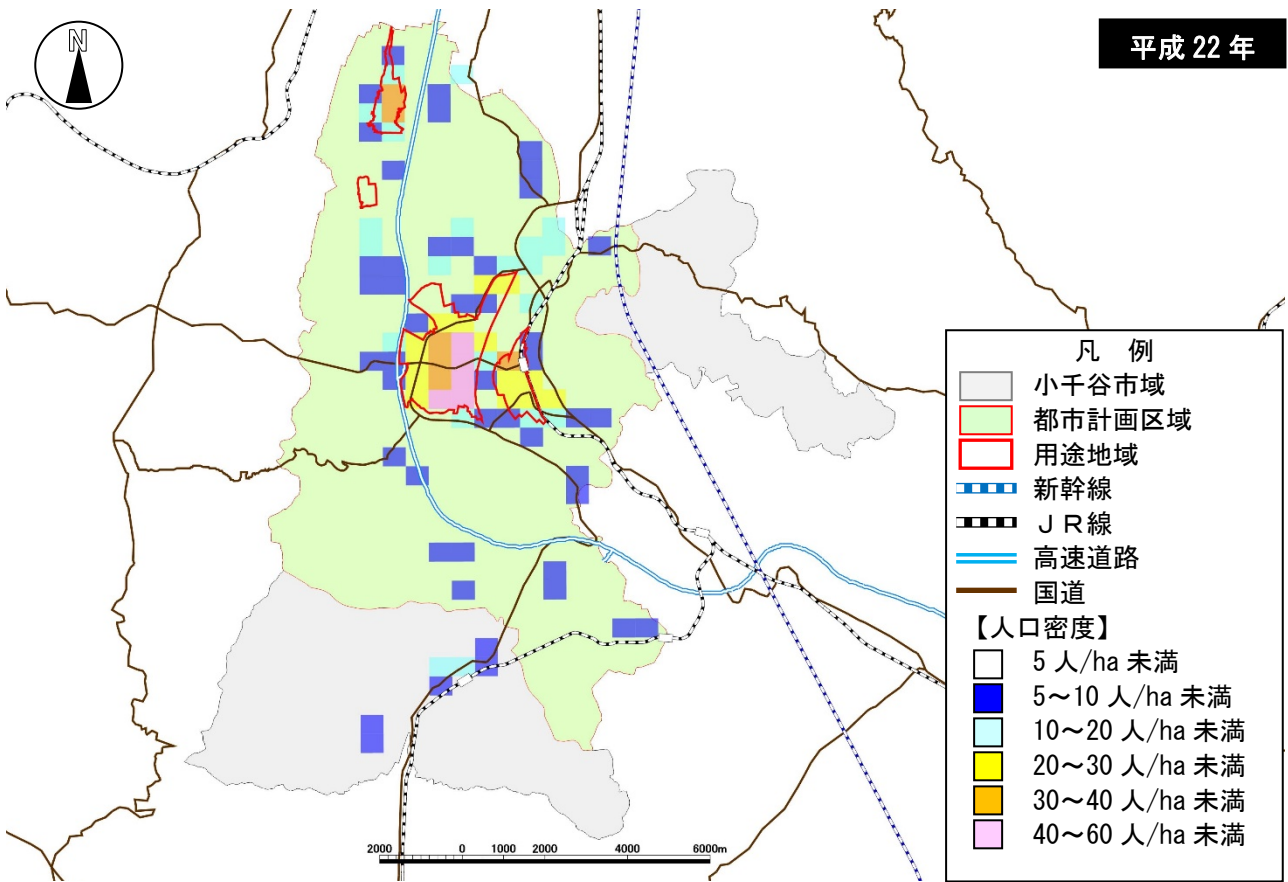 平成 22 年
N
凡 例
小千谷市域
都市計画区域
用途地域
新幹線
ＪＲ線
高速道路
国道
【人口密度】
5 人/ha 未満
5～10 人/ha 未満
10～20 人/ha 未満
20～30 人/ha 未満
30～40 人/ha 未満
40～60 人/ha 未満
2000 0 1000 2000 4000 6000m